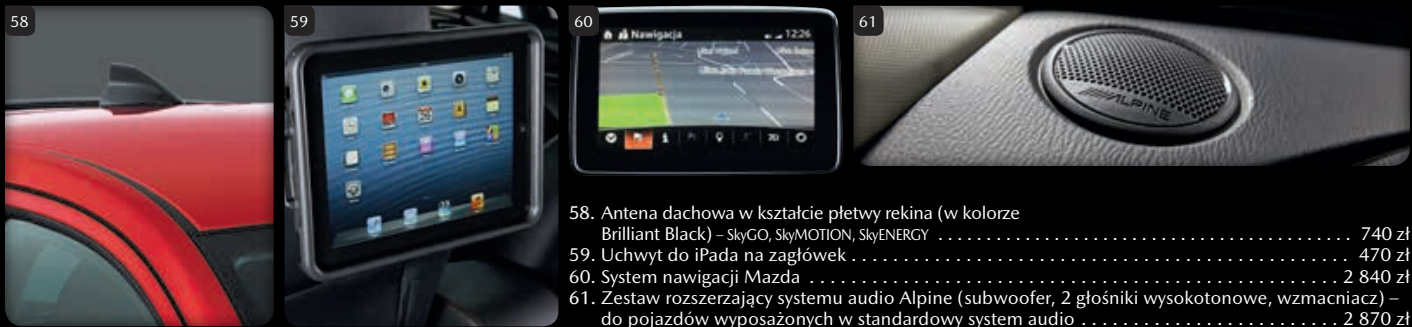 58
59
60
61
Nawigacja
12:26
ALPINE
58. Antena dachowa w kształcie płetwy rekina (w kolorze
Brilliant Black) – SkyGO, SkyMOTION, SkyENERGY . . . . . . . . . . . . . . . . . . . . . . . . . . . . . . . . . . . . . . . . . . 740 zł
59. Uchwyt do iPada na zagłówek . . . . . . . . . . . . . . . . . . . . . . . . . . . . . . . . . . . . . . . . . . . . . . . . . . . 470 zł
60. System nawigacji Mazda . . . . . . . . . . . . . . . . . . . . . . . . . . . . . . . . . . . . . . . . . . . . . . . . . . . . . . 2 840 zł
61. Zestaw rozszerzający systemu audio Alpine (subwoofer, 2 głośniki wysokotonowe, wzmacniacz) –
do pojazdów wyposażonych w standardowy system audio . . . . . . . . . . . . . . . . . . . . . . . . . . . 2 870 zł